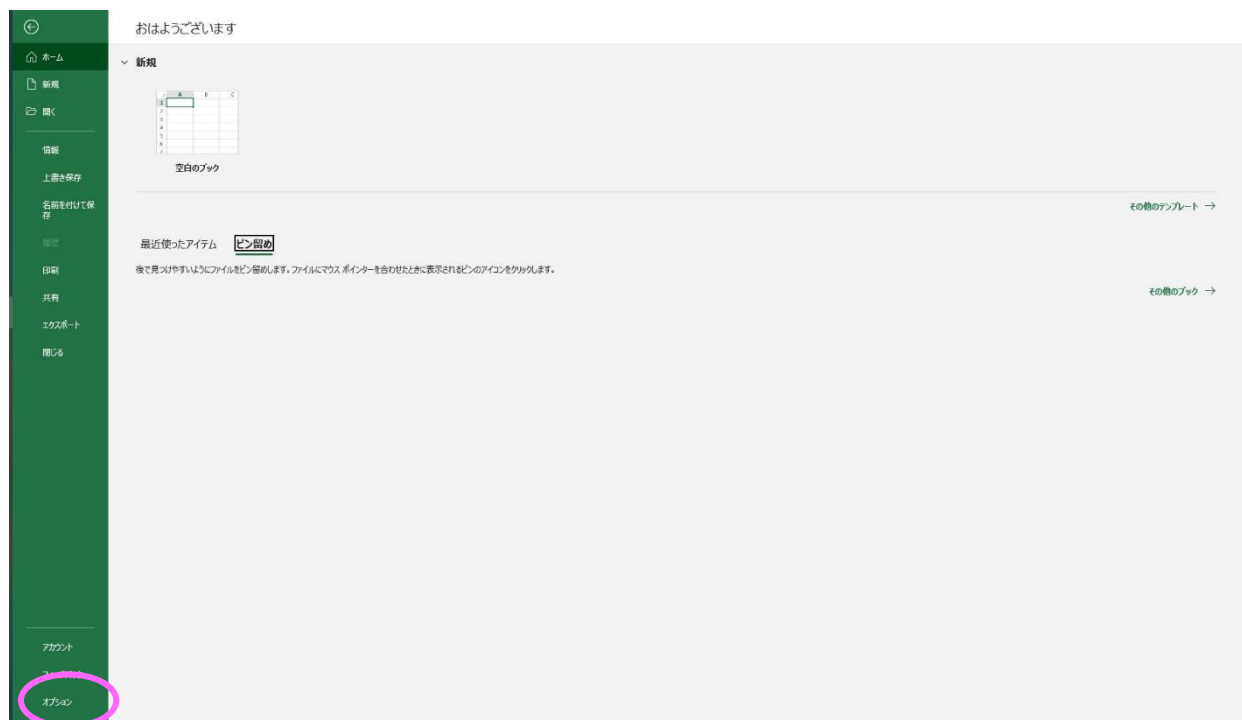 おはようございます
ホーム
新規
開く
情報
上書き保存
名前を付けて保
存
印刷
共有
エクスポート
閉じる
アカウント
オプション
新規
A B C
1
2
3
4
5
6
7
空白のブック
その他のテンプレート →
最近使ったアイテム ピン留め
後で見つけやすいようにファイルをピン留めします。ファイルにマウス ポインターを合わせたときに表示されるピンのアイコンをクリックします。
その他のブック →